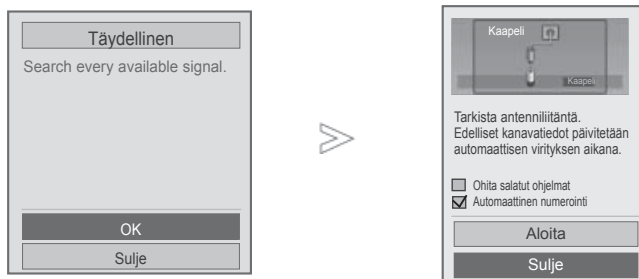 Täydellinen
Search every available signal.
OK
Sulje
Kaapeli
Kaapeli
Tarkista antenniliitäntä.
Edelliset kanavatiedot päivitetään
automaattisen virityksen aikana.
Ohita salatut ohjelmat
Automaattinen numerointi
Aloita
Sulje